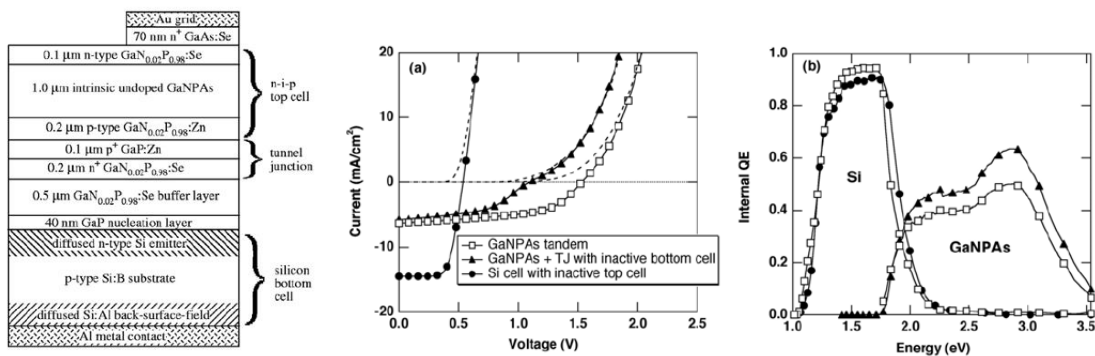 Au grid
70 nm n⁺ GaAs:Se
0.1 μm n-type GaN₀.₀₂P₀.₉₈:Se
1.0 μm intrinsic undoped GaNPAs
0.2 μm p-type GaN₀.₀₂P₀.₉₈:Zn
n-i-p
top cell
0.1 μm p⁺ GaP:Zn
0.2 μm n⁺ GaN₀.₀₂P₀.₉₈:Se
tunnel
junction
0.5 μm GaN₀.₀₂P₀.₉₈:Se buffer layer
40 nm GaP nucleation layer
diffused n-type Si emitter
p-type Si:B substrate
diffused Si:Al back-surface-field
silicon
bottom
cell
Al metal contact
(a)
Current (mA/cm²)
20
10
0
-10
-20
GaNPAs tandem
GaNPAs + TJ with inactive bottom cell
Si cell with inactive top cell
0.0 0.5 1.0 1.5 2.0 2.5
Voltage (V)
(b)
Internal QE
1.0
0.8
0.6
0.4
0.2
0.0
Si
GaNPAs
1.0 1.5 2.0 2.5 3.0 3.5
Energy (eV)